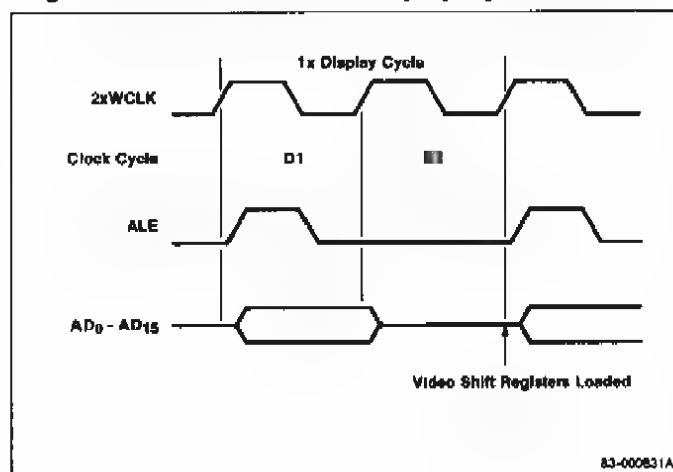 1x Display Cycle
2xWCLK
Clock Cycle D1
ALE
AD0 - AD15
Video Shift Registers Loaded
83-000831A